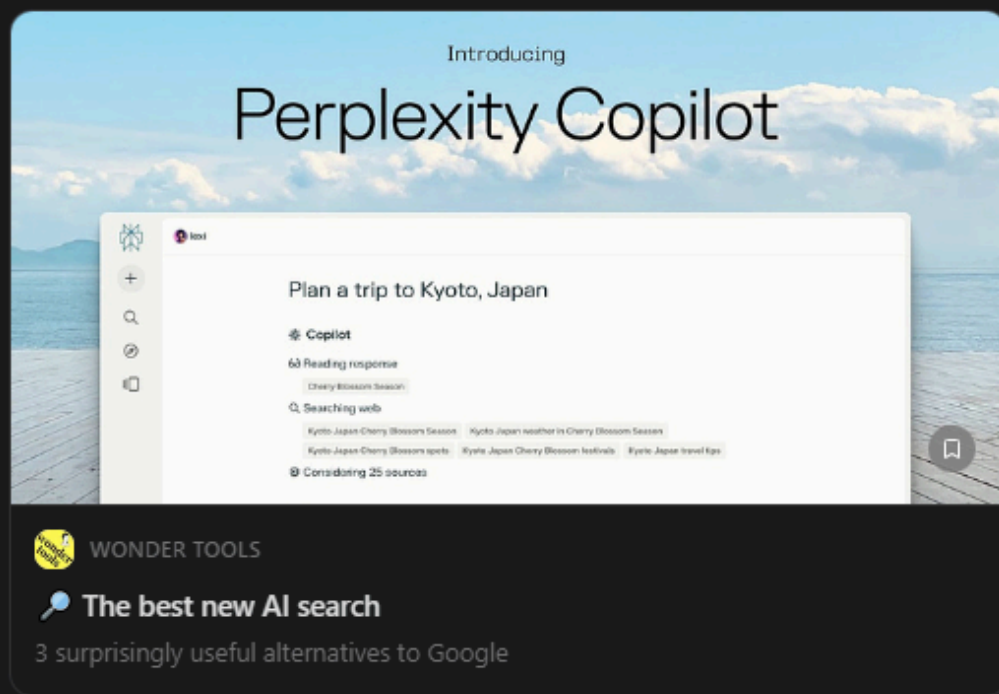 Introducing
Perplexity Copilot
lexi
Plan a trip to Kyoto, Japan
Copilot
Reading response
Cherry Blossom Season
Searching web
Kyoto Japan Cherry Blossom Season Kyoto Japan weather in Cherry Blossom Season
Kyoto Japan Cherry Blossom spots Kyoto Japan Cherry Blossom festivals Kyoto Japan travel tips
Considering 25 sources
wonder tools
WONDER TOOLS
The best new AI search
3 surprisingly useful alternatives to Google